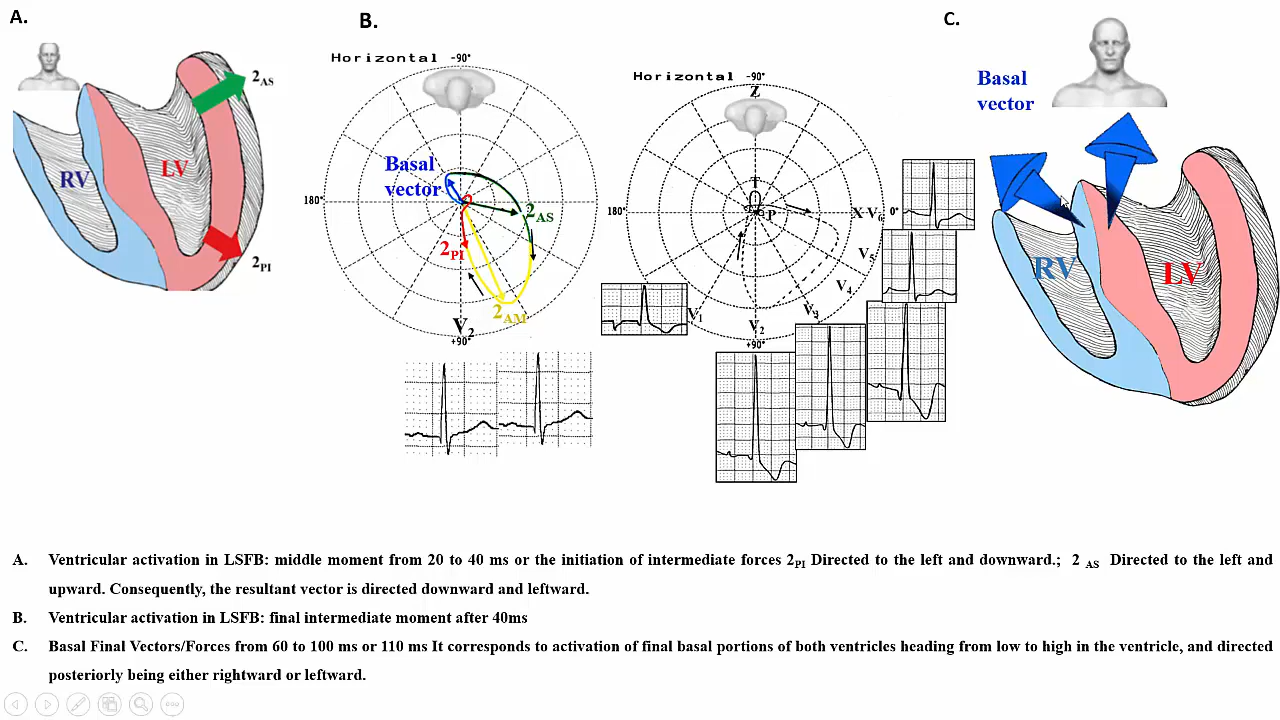 A.
B.
C.
2AS
RV
LV
2PI
Horizontal -90°
Basal
vector
180°
2AS
2PI
2AM
V2
+90°
Horizontal -90°
Z
T
P
180°
X V6 0°
V5
V4
V3
V2
V1
+90°
Basal
vector
RV
LV
A. Ventricular activation in LSFB: middle moment from 20 to 40 ms or the initiation of intermediate forces 2PI Directed to the left and downward.; 2 AS Directed to the left and
upward. Consequently, the resultant vector is directed downward and leftward.
B. Ventricular activation in LSFB: final intermediate moment after 40ms
C. Basal Final Vectors/Forces from 60 to 100 ms or 110 ms It corresponds to activation of final basal portions of both ventricles heading from low to high in the ventricle, and directed
posteriorly being either rightward or leftward.